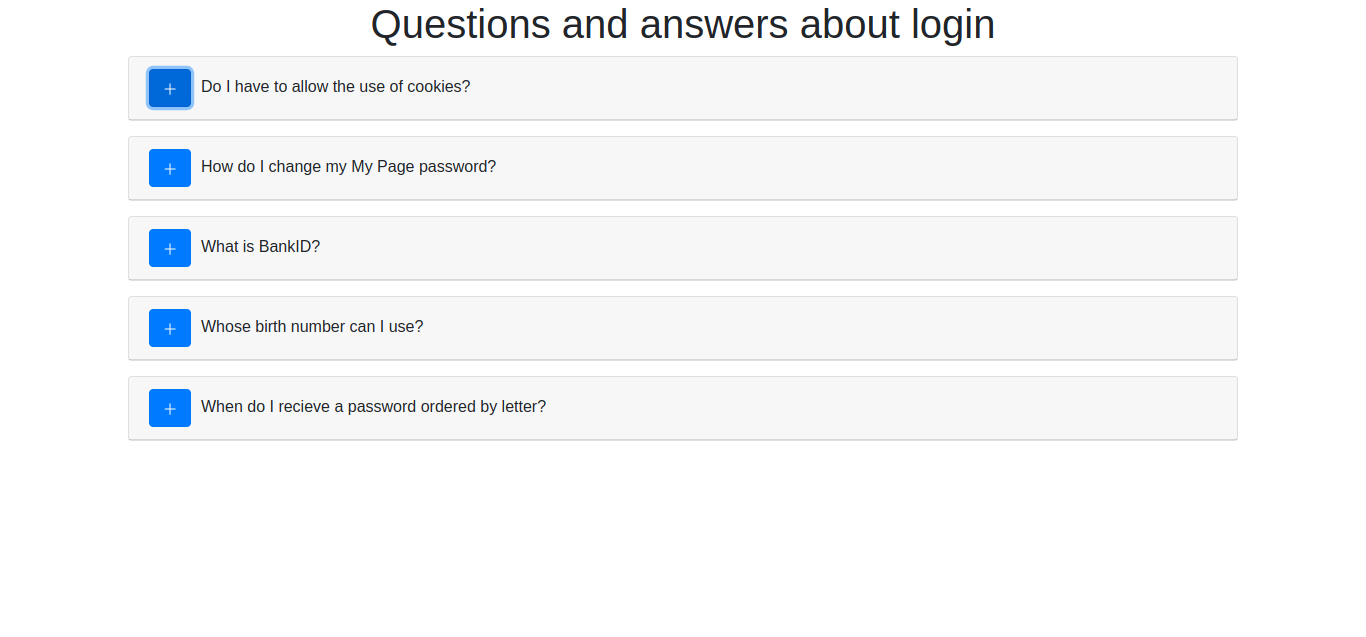 Questions and answers about login
Do I have to allow the use of cookies?
How do I change my My Page password?
What is BankID?
Whose birth number can I use?
When do I recieve a password ordered by letter?